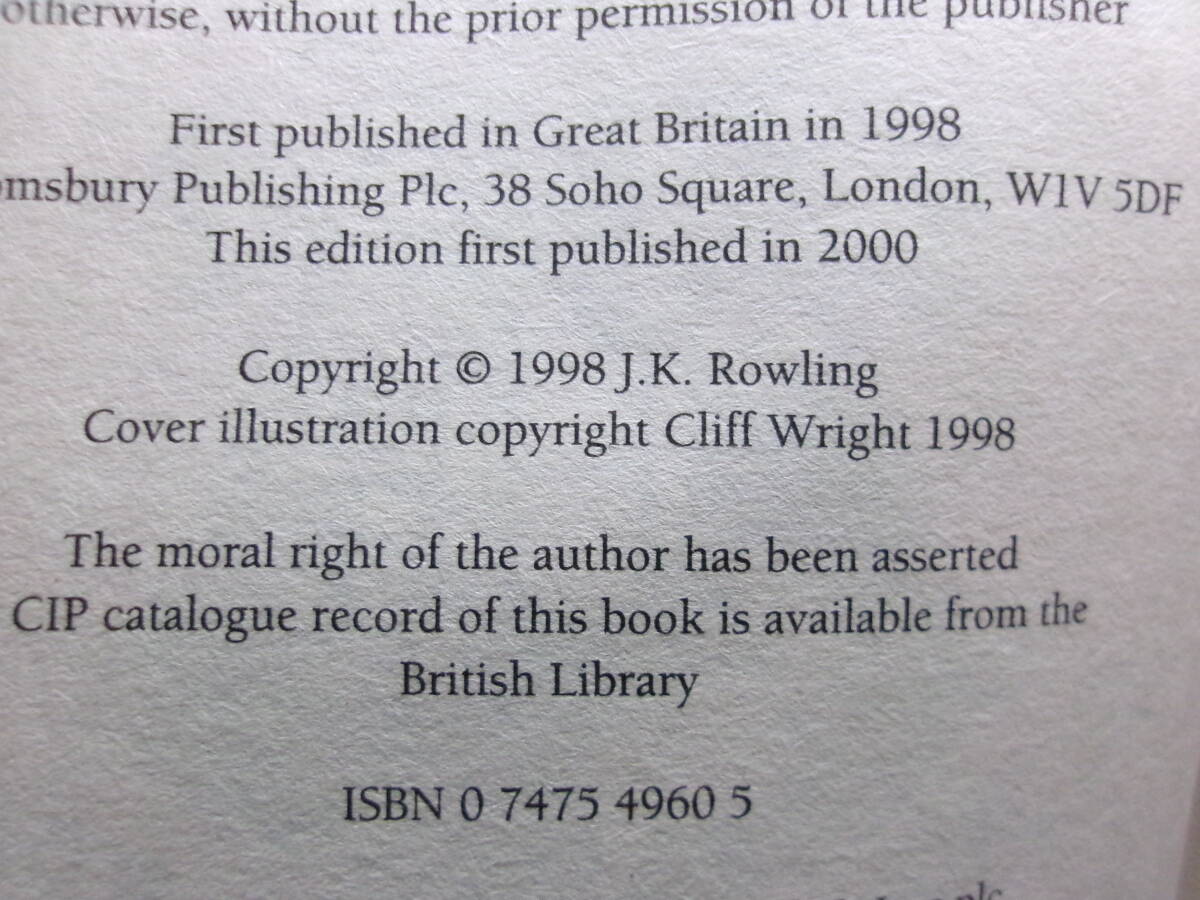 otherwise, without the prior permission of the publisher
First published in Great Britain in 1998
omsbury Publishing Plc, 38 Soho Square, London, W1V 5DF
This edition first published in 2000
Copyright © 1998 J.K. Rowling
Cover illustration copyright Cliff Wright 1998
The moral right of the author has been asserted
CIP catalogue record of this book is available from the
British Library
ISBN 0 7475 4960 5
plc